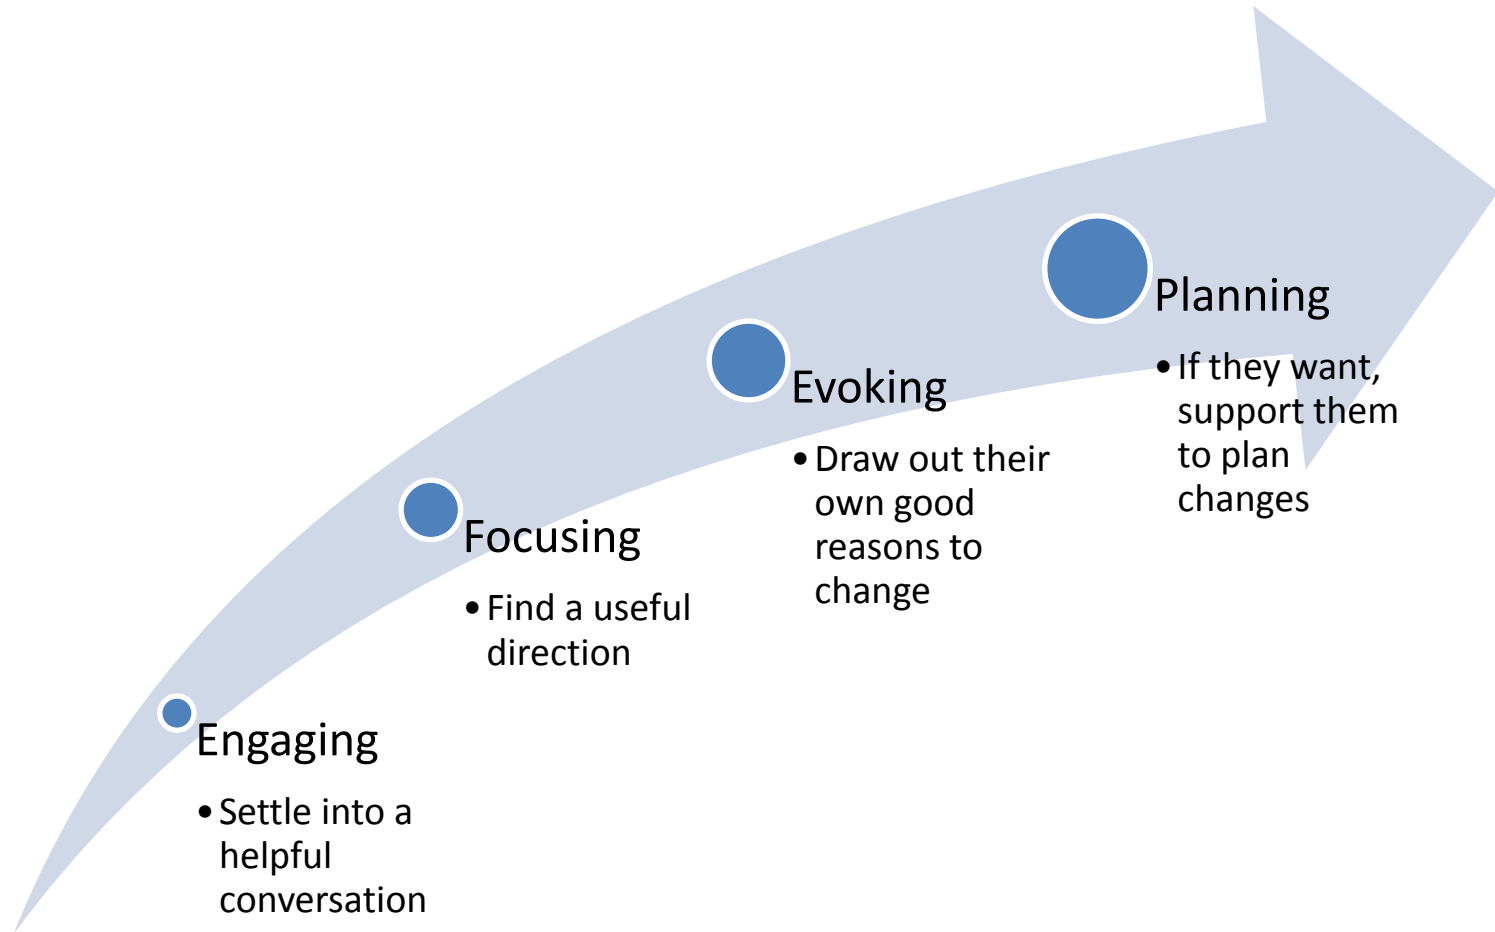 Engaging
• Settle into a
helpful
conversation
Focusing
• Find a useful
direction
Evoking
• Draw out their
own good
reasons to
change
Planning
• If they want,
support them
to plan
changes